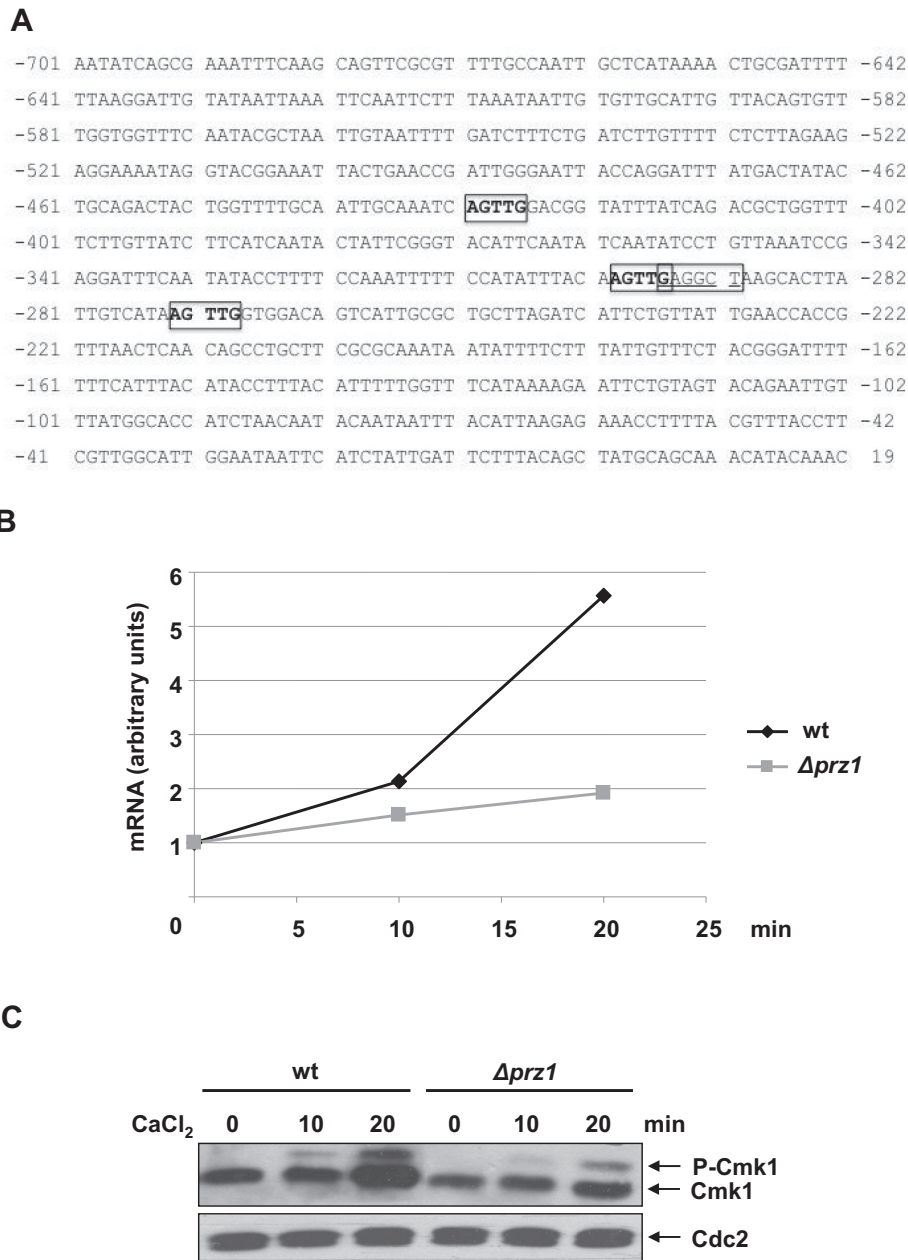 A
-701 AATATCAGCG AAATTTCAAG CAGTTCGCGT TTTGCCAATT GCTCATAAAA CTGCGATTTT -642
-641 TTAAGGATTG TATAATTAAA TTCAATTCTT TAAATAATTG TGTTGCATTG TTACAGTGTT -582
-581 TGGTGGTTTC AATACGCTAA TTGTAATTTT GATCTTTCTG ATCTTGTTTT CTCTTAGAAG -522
-521 AGGAAAATAG GTACGGAAAT TACTGAACCG ATTGGGAATT ACCAGGATTT ATGACTATAC -462
-461 TGCAGACTAC TGGTTTTGCA ATTGCAAATC AGTTGGACGG TATTTATCAG ACGCTGGTTT -402
-401 TCTTGTTATC TTCATCAATA CTATTCGGGT ACATTCAATA TCAATATCCT GTTAAATCCG -342
-341 AGGATTTCAA TATACCTTTT CCAAATTTTT CCATATTTAC AAGTTGAGGCT TAAGCACTTA -282
-281 TTGTCATAAG TTGGTGGACAG TCATTGCGC TGCTTAGATC ATTCTGTTAT TGAACCACCG -222
-221 TTTAACTCAA CAGCCTGCTT CGCGCAAATA ATATTTTCTT TATTGTTTCT ACGGGATTTT -162
-161 TTTCATTTAC ATACCTTTAC ATTTTTGGTT TCATAAAAGA ATTCTGTAGT ACAGAATTGT -102
-101 TTATGGCACC ATCTAACAAT ACAATAATTT ACATTAAGAG AAACCTTTTA CGTTTACCTT -42
-41 CGTTGGCATT GGAATAATTC ATCTATTGAT TCTTTACAGC TATGCAGCAA ACATACAAAC 19
B
mRNA (arbitrary units)
6
5
4
3
2
1
0 5 10 15 20 25 min
wt
Δprz1
C
wt Δprz1
CaCl₂ 0 10 20 0 10 20 min
P-Cmk1
Cmk1
Cdc2